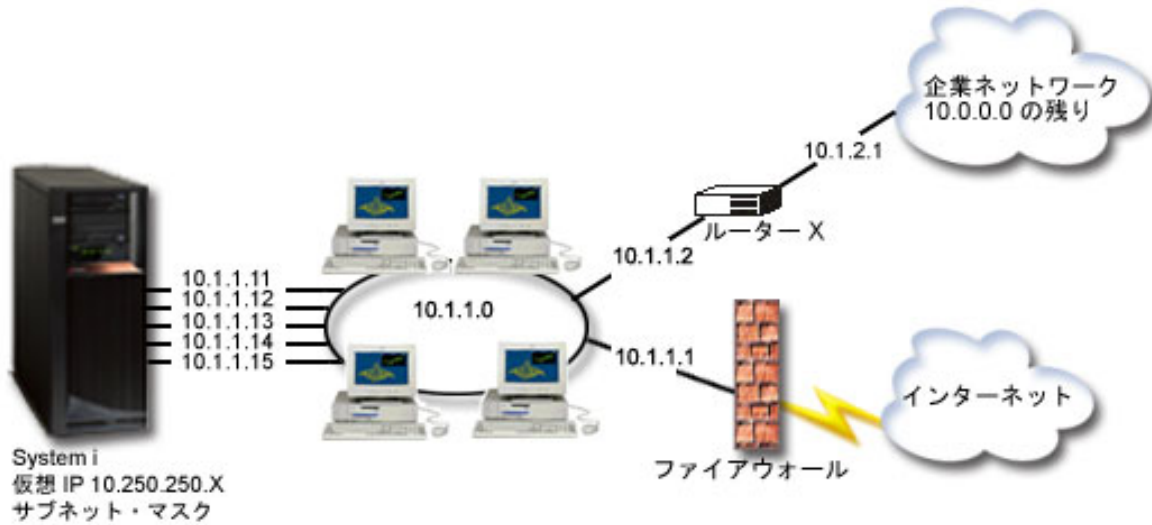 企業ネットワーク
10.0.0.0 の残り
10.1.2.1
ルーター X
10.1.1.2
10.1.1.11
10.1.1.12
10.1.1.13
10.1.1.14
10.1.1.15
10.1.1.0
10.1.1.1
インターネット
ファイアウォール
System i
仮想 IP 10.250.250.X
サブネット・マスク